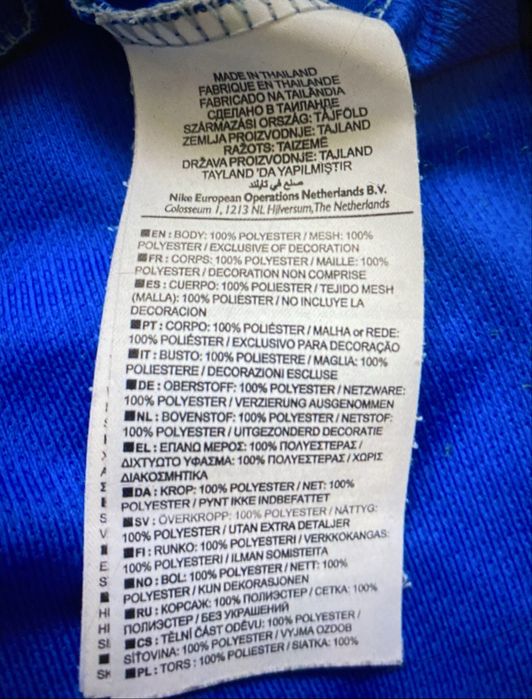 MADE IN THAILAND
FABRIQUE EN THAILANDE
FABRICADO NA TAILÂNDIA
СДЕЛАНО В ТАИЛАНДЕ
SZÁRMAZÁSI ORSZÁG: TÁJFÖLD
ZEMLJA PROIZVODNJE: TAJLAND
RAŽOTS: TAIZEMĒ
DRŽAVA PROIZVODNJE: TAJLAND
TAYLAND 'DA YAPILMIŞTIR
صنع في تايلند
Nike European Operations Netherlands B.V.
Colosseum 1, 1213 NL Hilversum, The Netherlands
EN : BODY: 100% POLYESTER / MESH: 100%
POLYESTER / EXCLUSIVE OF DECORATION
FR : CORPS: 100% POLYESTER / MAILLE: 100%
POLYESTER / DECORATION NON COMPRISE
ES : CUERPO: 100% POLIESTER / TEJIDO MESH
(MALLA): 100% POLIESTER / NO INCLUYE LA
DECORACION
PT : CORPO: 100% POLIÉSTER / MALHA or REDE:
100% POLIÉSTER / EXCLUSIVO PARA DECORAÇÃO
IT : BUSTO: 100% POLIESTERE / MAGLIA: 100%
POLIESTERE / DECORAZIONI ESCLUSE
DE : OBERSTOFF: 100% POLYESTER / NETZWARE:
100% POLYESTER / VERZIERUNG AUSGENOMMEN
NL : BOVENSTOF: 100% POLYESTER / NETSTOF:
100% POLYESTER / UITGEZONDERD DECORATIE
EL : ΕΠΑΝΩ ΜΕΡΟΣ: 100% ΠΟΛΥΕΣΤΕΡΑΣ /
ΔΙΧΤΥΩΤΟ ΥΦΑΣΜΑ: 100% ΠΟΛΥΕΣΤΕΡΑΣ / ΧΩΡΙΣ
ΔΙΑΚΟΣΜΗΤΙΚΑ
DA : KROP: 100% POLYESTER / NET: 100%
POLYESTER / PYNT IKKE INDBEFATTET
SV : ÖVERKROPP: 100% POLYESTER / NÄTTYG:
100% POLYESTER / UTAN EXTRA DETALJER
FI : RUNKO: 100% POLYESTERI / VERKKOKANGAS:
100% POLYESTERI / ILMAN SOMISTEITA
NO : BOL: 100% POLYESTER / NETT: 100%
POLYESTER / KUN DEKORASJONEN
RU : КОРСАЖ: 100% ПОЛИЭСТЕР / СЕТКА: 100%
ПОЛИЭСТЕР / БЕЗ УКРАШЕНИЙ
CS : TĚLNÍ ČÁST ODĚVU: 100% POLYESTER /
SÍŤOVINA: 100% POLYESTER / VYJMA OZDOB
PL : TORS : 100% POLIESTER / SIATKA: 100%